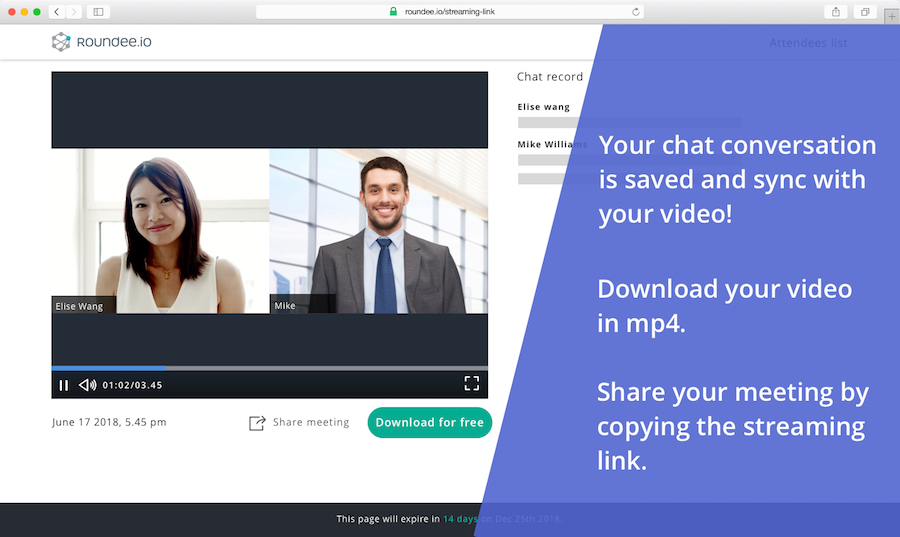 roundee.io/streaming-link
Roundee.io
Attendees list
Chat record
Elise wang
Mike Williams
Elise Wang
Mike
01:02/03.45
June 17 2018, 5.45 pm
Share meeting
Download for free
Your chat conversation
is saved and sync with
your video!
Download your video
in mp4.
Share your meeting by
copying the streaming
link.
This page will expire in 14 days on Dec 25th 2018.